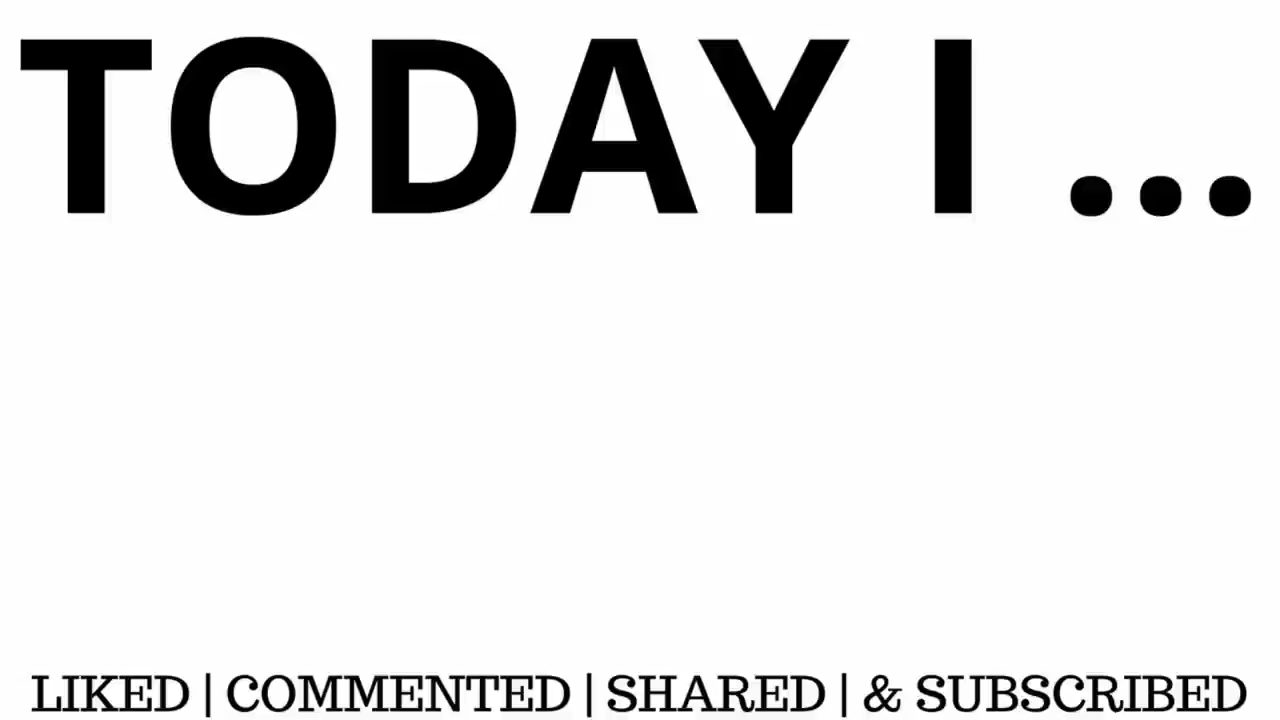 TODAY I ...
LIKED | COMMENTED | SHARED | & SUBSCRIBED